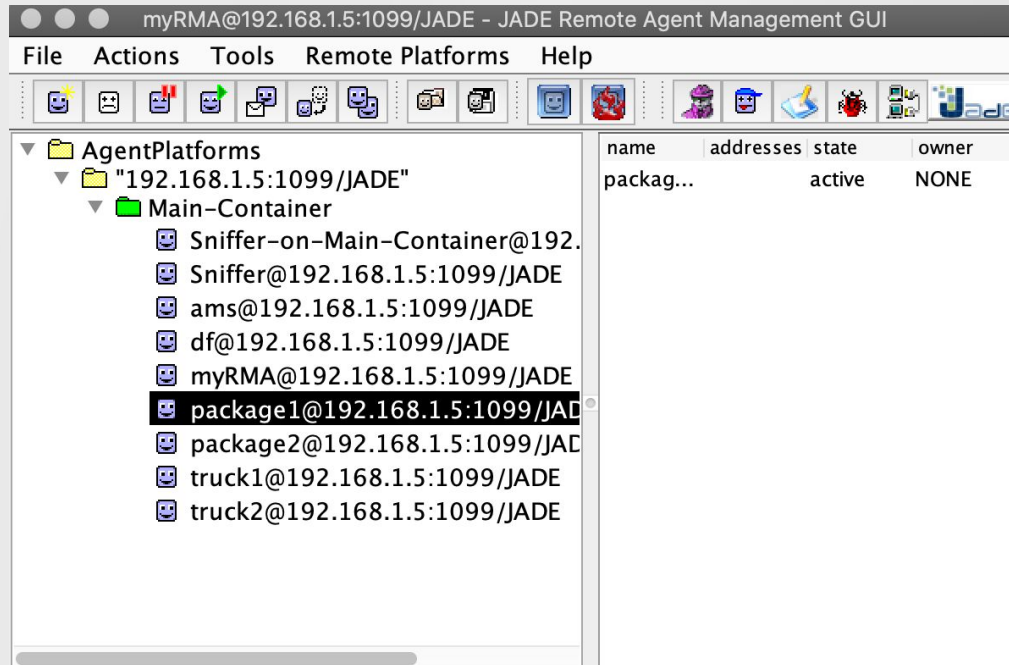 myRMA@192.168.1.5:1099/JADE - JADE Remote Agent Management GUI
File Actions Tools Remote Platforms Help
Jade
AgentPlatforms
"192.168.1.5:1099/JADE"
Main-Container
Sniffer-on-Main-Container@192.
Sniffer@192.168.1.5:1099/JADE
ams@192.168.1.5:1099/JADE
df@192.168.1.5:1099/JADE
myRMA@192.168.1.5:1099/JADE
package1@192.168.1.5:1099/JAD
package2@192.168.1.5:1099/JAD
truck1@192.168.1.5:1099/JADE
truck2@192.168.1.5:1099/JADE
name addresses state owner
packag... active NONE